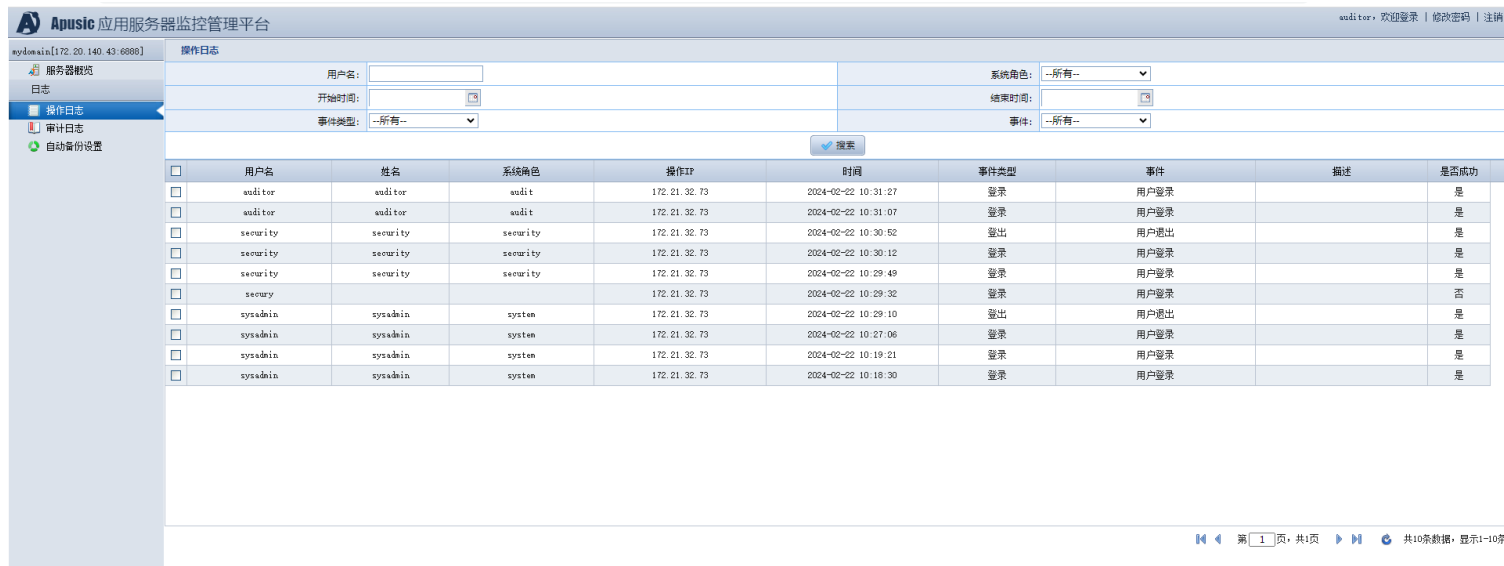 Apusic 应用服务器监控管理平台
auditor，欢迎登录 | 修改密码 | 注销
mydomain[172.20.140.43:6888]
操作日志
服务器概览
日志
操作日志
审计日志
自动备份设置
用户名： 系统角色： --所有--
开始时间： 结束时间：
事件类型： --所有-- 事件： --所有--
搜索
用户名 姓名 系统角色 操作IP 时间 事件类型 事件 描述 是否成功
auditor auditor audit 172.21.32.73 2024-02-22 10:31:27 登录 用户登录 是
auditor auditor audit 172.21.32.73 2024-02-22 10:31:07 登录 用户登录 是
security security security 172.21.32.73 2024-02-22 10:30:52 登出 用户退出 是
security security security 172.21.32.73 2024-02-22 10:30:12 登录 用户登录 是
security security security 172.21.32.73 2024-02-22 10:29:49 登录 用户登录 是
secury 172.21.32.73 2024-02-22 10:29:32 登录 用户登录 否
sysadmin sysadmin system 172.21.32.73 2024-02-22 10:29:10 登出 用户退出 是
sysadmin sysadmin system 172.21.32.73 2024-02-22 10:27:06 登录 用户登录 是
sysadmin sysadmin system 172.21.32.73 2024-02-22 10:19:21 登录 用户登录 是
sysadmin sysadmin system 172.21.32.73 2024-02-22 10:18:30 登录 用户登录 是
第 1 页，共1页 共10条数据，显示1-10条